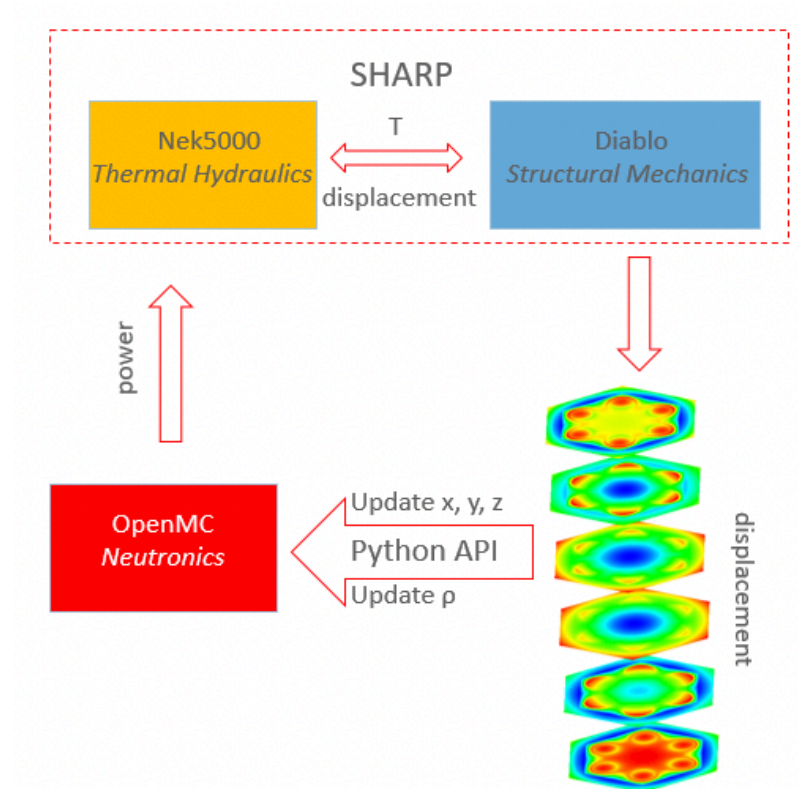 SHARP
Nek5000
Thermal Hydraulics
T
displacement
Diablo
Structural Mechanics
power
OpenMC
Neutronics
Update x, y, z
Python API
Update ρ
displacement